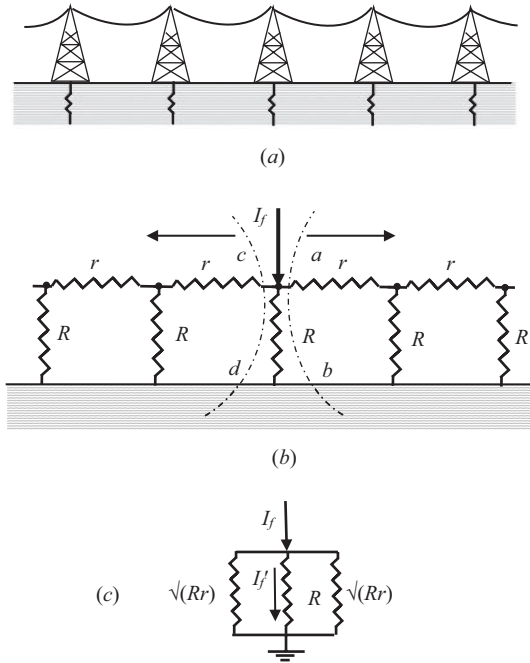 (a)
I_f
c a
r r r r
R R R R R
d b
(b)
I_f
(c) √(Rr) I_f' R √(Rr)